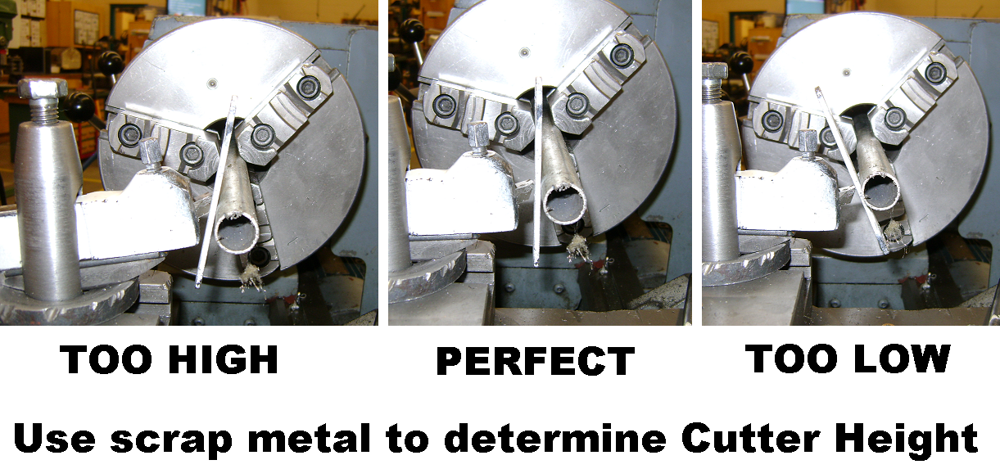 TOO HIGH
PERFECT
TOO LOW
Use scrap metal to determine Cutter Height